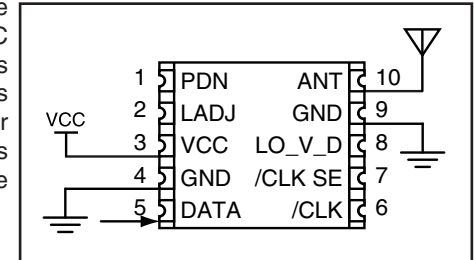 e
C
s
s
r
s
e
VCC
1 PDN ANT 10
2 LADJ GND 9
3 VCC LO_V_D 8
4 GND /CLK SE 7
5 DATA /CLK 6